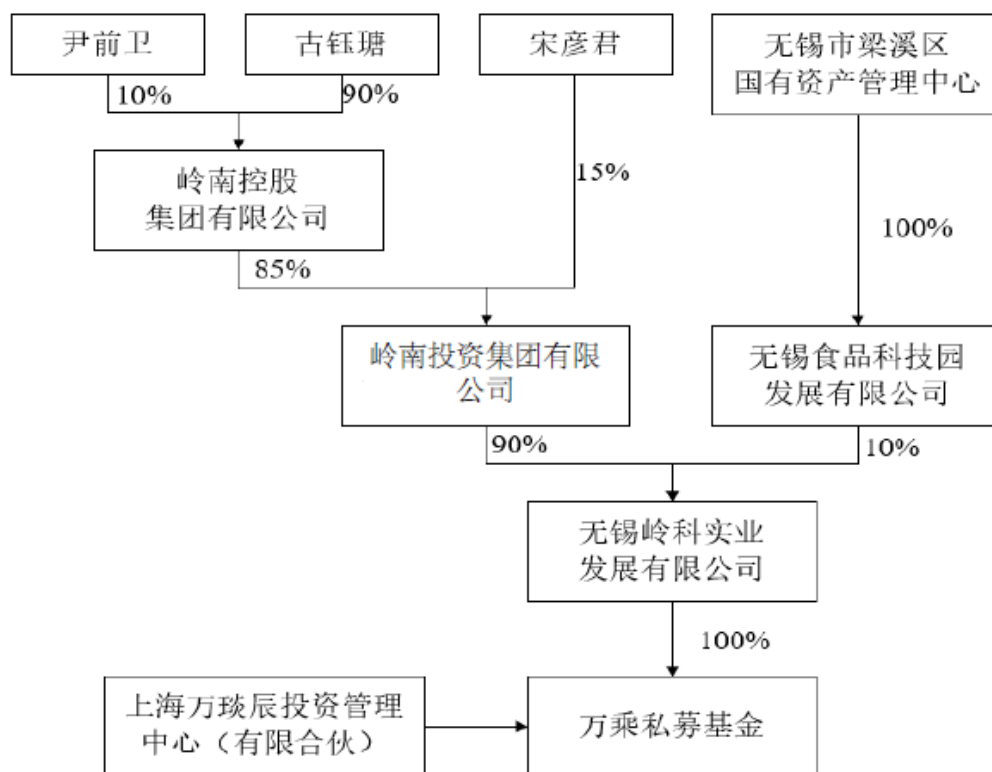 尹前卫
古钰瑭
宋彦君
无锡市梁溪区
国有资产管理中心
10%
90%
15%
100%
岭南控股
集团有限公司
85%
岭南投资集团有限
公司
无锡食品科技园
发展有限公司
90%
10%
无锡岭科实业
发展有限公司
100%
上海万琰辰投资管理
中心（有限合伙）
万乘私募基金